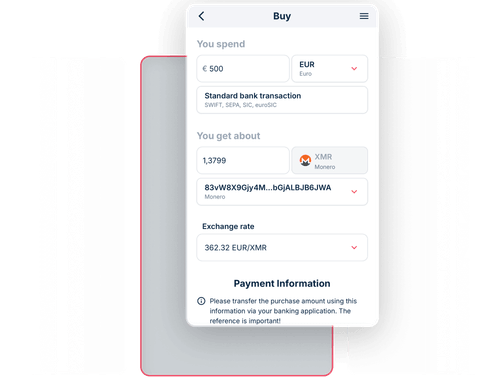 Buy
You spend
€ 500
EUR
Euro
Standard bank transaction
SWIFT, SEPA, SIC, euroSIC
You get about
1,3799
XMR
Monero
83vW8X9Gjy4M...bGjALBJB6JWA
Monero
Exchange rate
362.32 EUR/XMR
Payment Information
Please transfer the purchase amount using this
information via your banking application. The
reference is important!